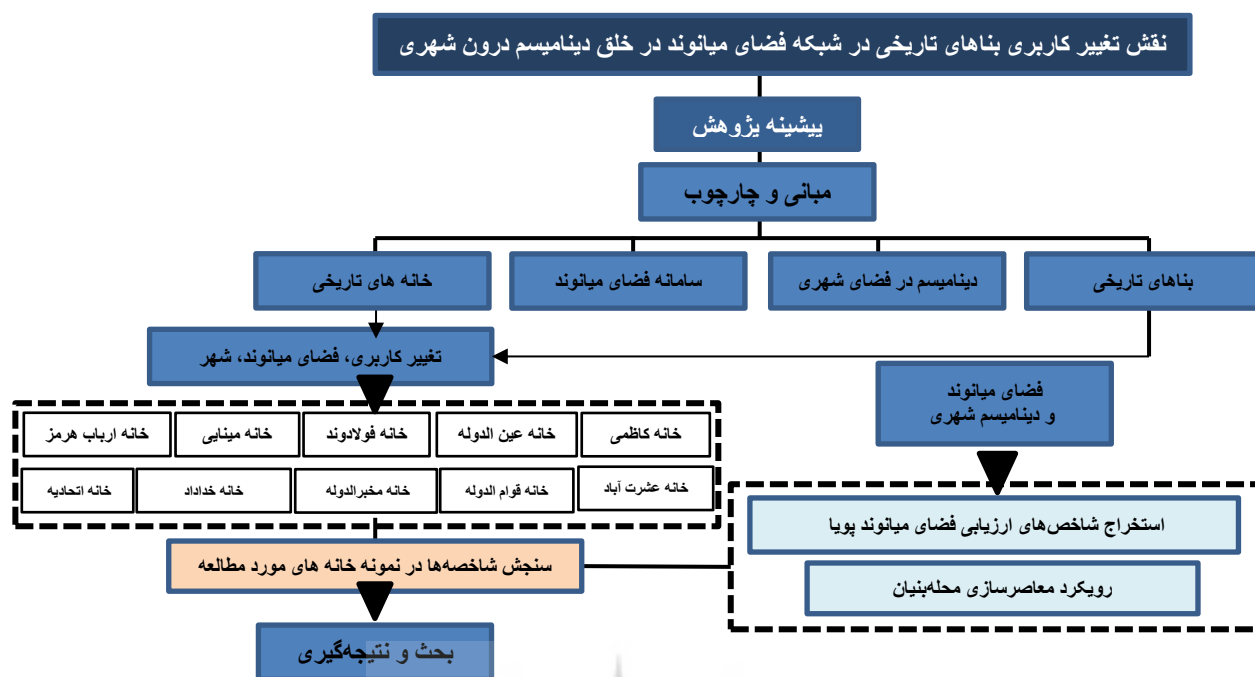 نقش تغییر کاربری بناهای تاریخی در شبکه فضای میانوند در خلق دینامیسم درون شهری
پیشینه پژوهش
مبانی و چارچوب
بناهای تاریخی
دینامیسم در فضای شهری
سامانه فضای میانوند
خانه های تاریخی
تغییر کاربری، فضای میانوند، شهر
فضای میانوند
و دینامیسم شهری
خانه کاظمی
خانه عین الدوله
خانه فولادوند
خانه مینایی
خانه ارباب هرمز
خانه عشرت آباد
خانه قوام الدوله
خانه مخبرالدوله
خانه خداداد
خانه اتحادیه
استخراج شاخص‌های ارزیابی فضای میانوند پویا
رویکرد معاصرسازی محله‌بنیان
سنجش شاخصه‌ها در نمونه خانه های مورد مطالعه
بحث و نتیجه‌گیری